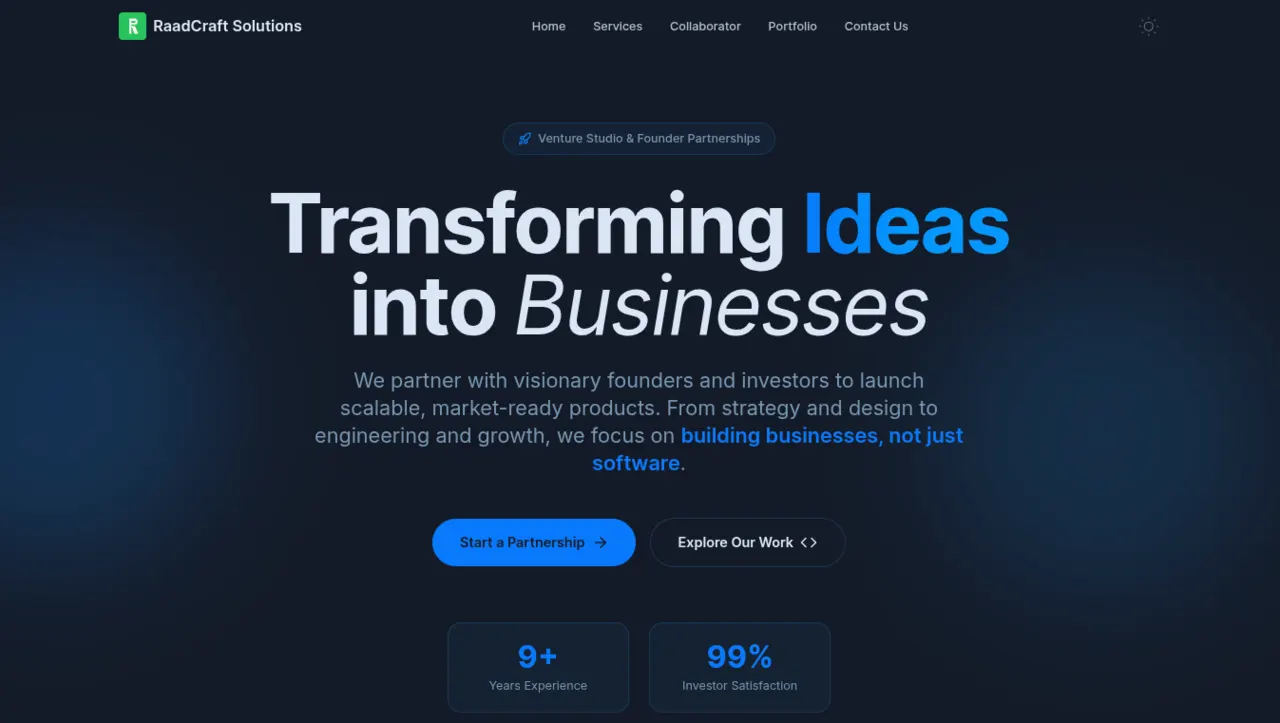 RaadCraft Solutions
Home
Services
Collaborator
Portfolio
Contact Us
Venture Studio & Founder Partnerships
Transforming Ideas
into Businesses
We partner with visionary founders and investors to launch
scalable, market-ready products. From strategy and design to
engineering and growth, we focus on building businesses, not just
software.
Start a Partnership
Explore Our Work
9+
Years Experience
99%
Investor Satisfaction